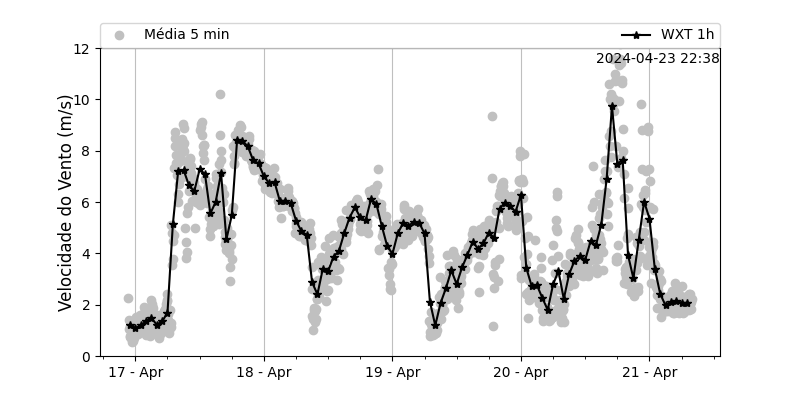 Média 5 min
WXT 1h
2024-04-23 22:38
Velocidade do Vento (m/s)
12
10
8
6
4
2
0
17 - Apr
18 - Apr
19 - Apr
20 - Apr
21 - Apr